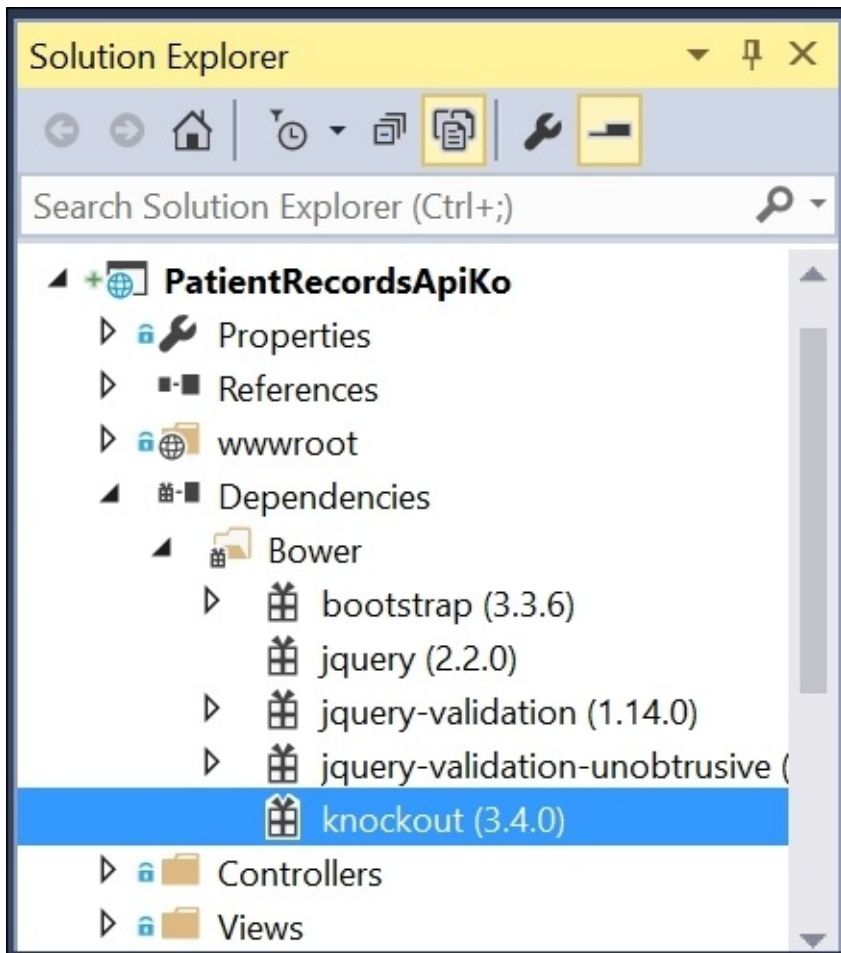 Solution Explorer
Search Solution Explorer (Ctrl+;)
PatientRecordsApiKo
Properties
References
wwwroot
Dependencies
Bower
bootstrap (3.3.6)
jquery (2.2.0)
jquery-validation (1.14.0)
jquery-validation-unobtrusive (
knockout (3.4.0)
Controllers
Views